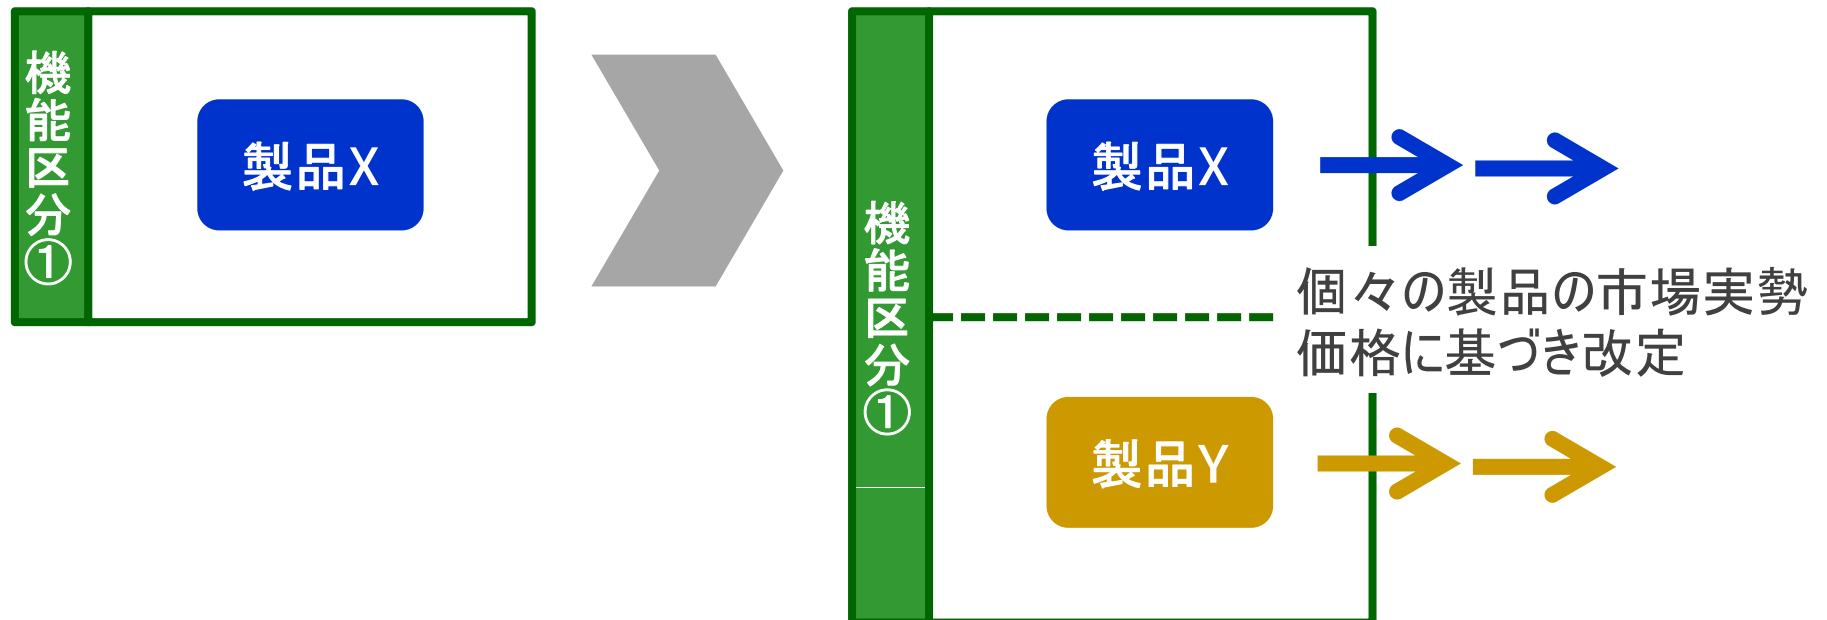 機能区分①
製品X
機能区分①
製品X
個々の製品の市場実勢
価格に基づき改定
製品Y